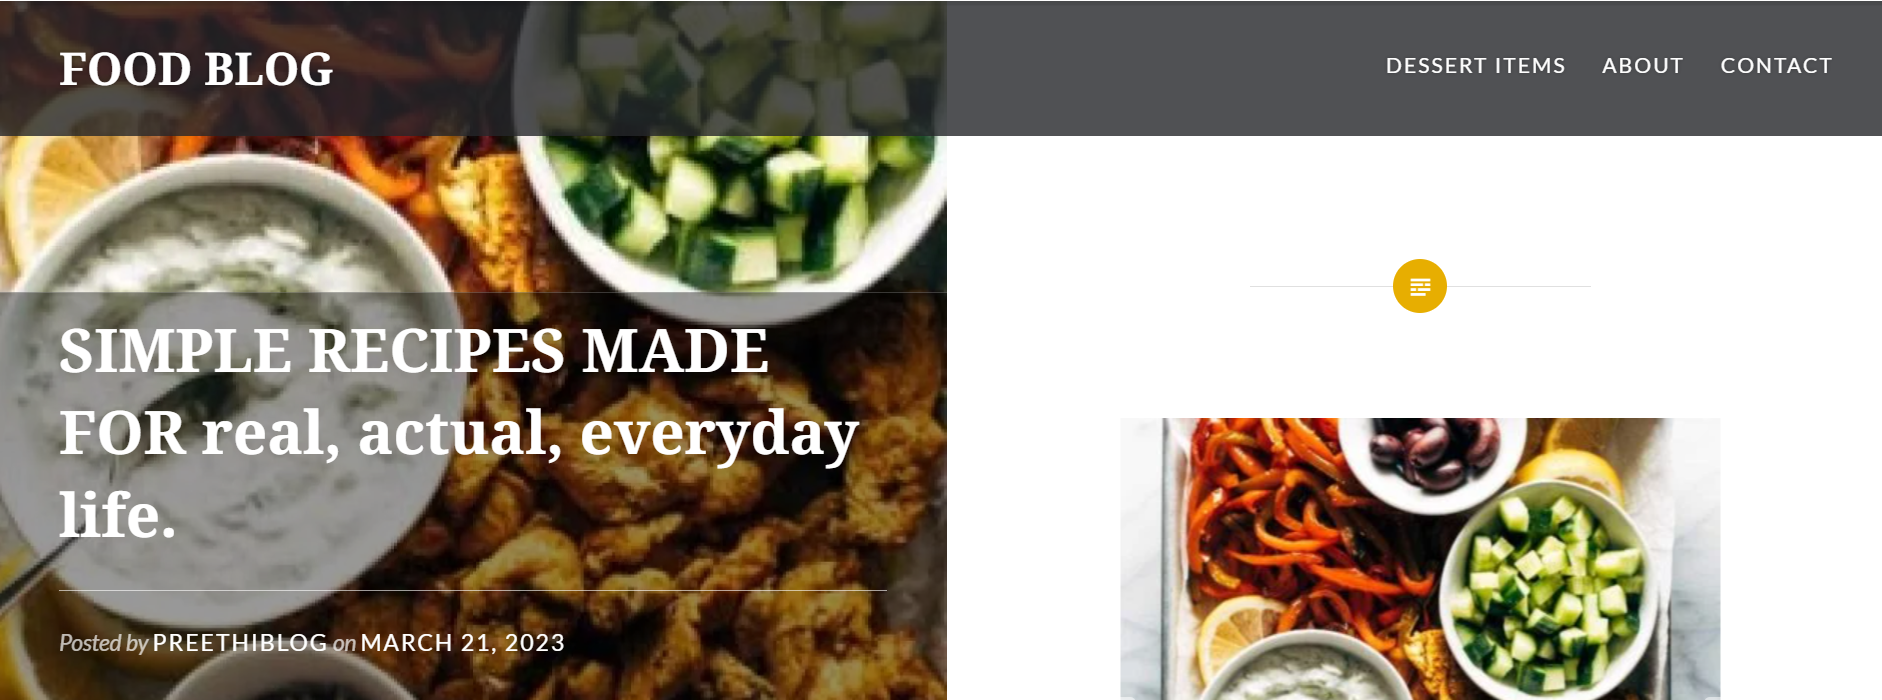 FOOD BLOG
DESSERT ITEMS ABOUT CONTACT
SIMPLE RECIPES MADE
FOR real, actual, everyday
life.
Posted by PREETHIBLOG on MARCH 21, 2023